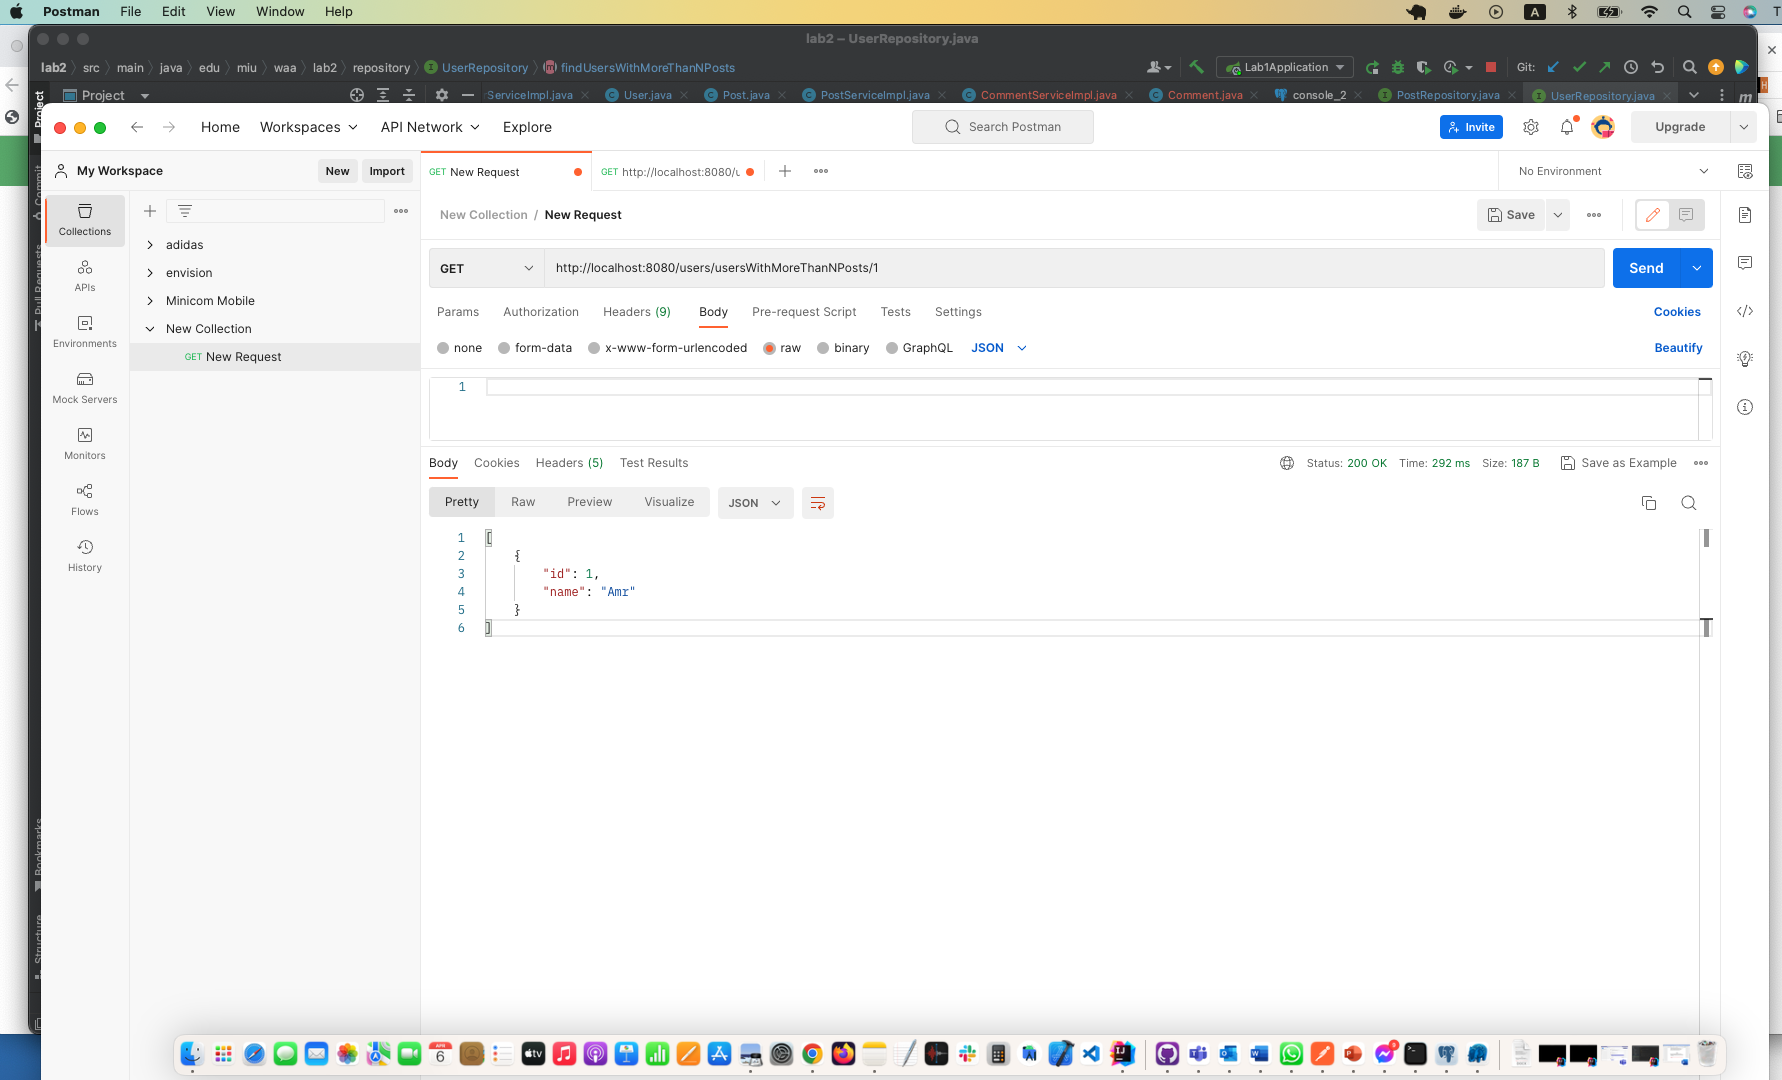 Postman File Edit View Window Help
lab2 – UserRepository.java
lab2 src main java edu miu waa lab2 repository UserRepository findUsersWithMoreThanNPosts Lab1Application Git:
Project ServiceImpl.java User.java Post.java PostServiceImpl.java CommentServiceImpl.java Comment.java console_2 PostRepository.java UserRepository.java
Project
Commit
Pull Requests
Bookmarks
Structure
Home Workspaces API Network Explore Search Postman Invite Upgrade
My Workspace New Import GET New Request GET http://localhost:8080/u No Environment
New Collection / New Request Save
Collections
APIs
Environments
Mock Servers
Monitors
Flows
History
adidas
envision
Minicom Mobile
New Collection
GET New Request
GET http://localhost:8080/users/usersWithMoreThanNPosts/1 Send
Params Authorization Headers (9) Body Pre-request Script Tests Settings Cookies
none form-data x-www-form-urlencoded raw binary GraphQL JSON Beautify
1
Body Cookies Headers (5) Test Results Status: 200 OK Time: 292 ms Size: 187 B Save as Example
Pretty Raw Preview Visualize JSON
1 [
2 {
3 "id": 1,
4 "name": "Amr"
5 }
6 ]
APR
6
tv